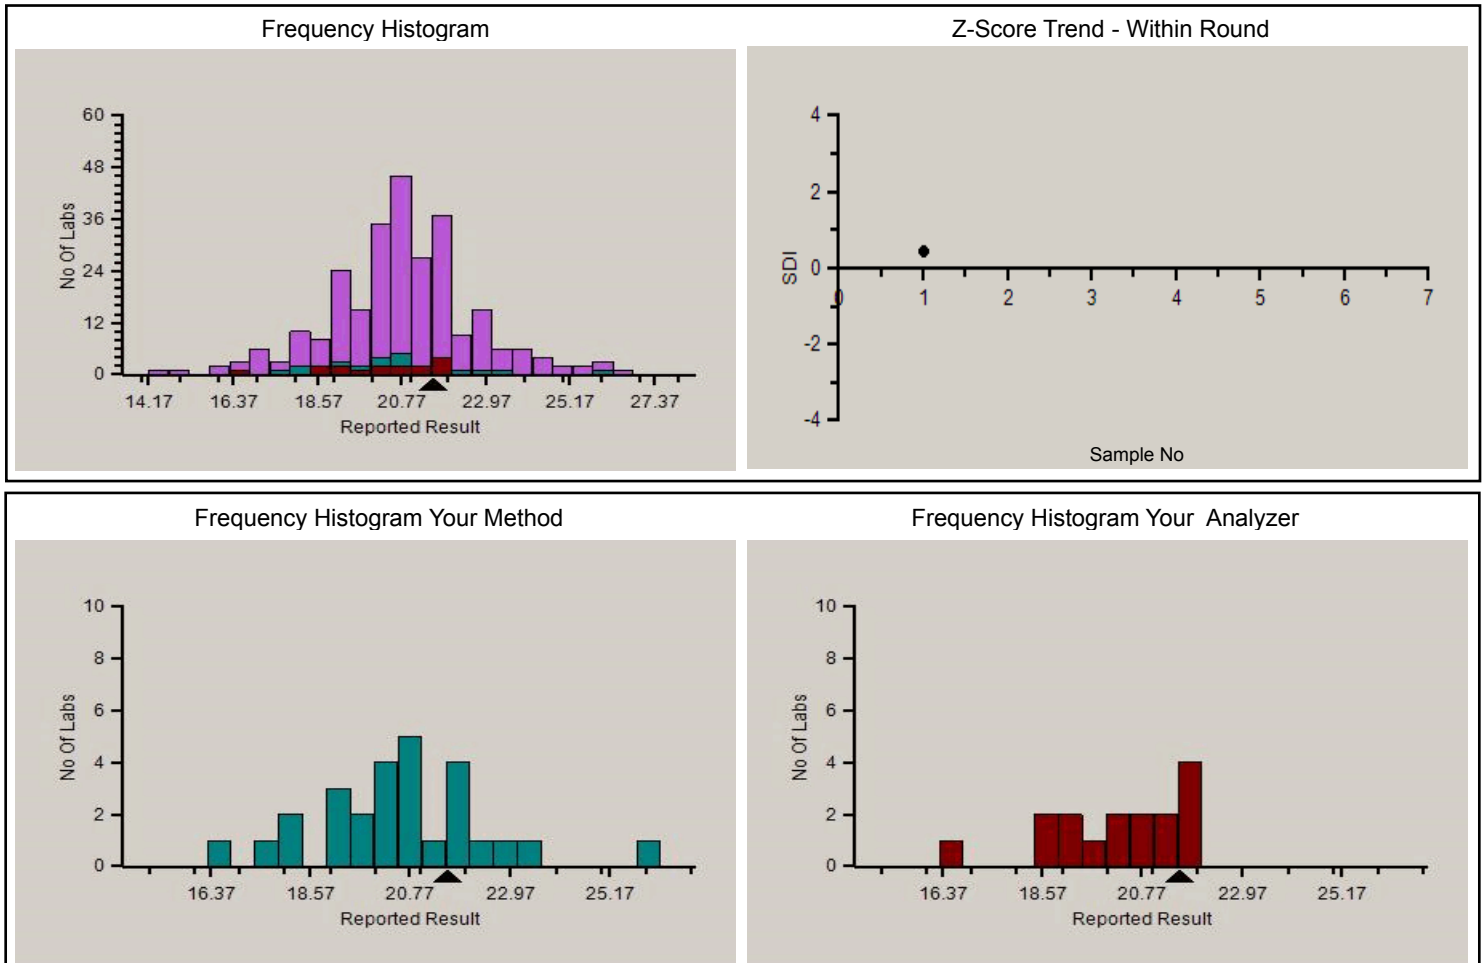 Frequency Histogram
60
48
36
24
12
0
No Of Labs
14.17 16.37 18.57 20.77 22.97 25.17 27.37
Reported Result
Z-Score Trend - Within Round
4
2
0
-2
-4
SDI
0 1 2 3 4 5 6 7
Sample No
Frequency Histogram Your Method
10
8
6
4
2
0
No Of Labs
16.37 18.57 20.77 22.97 25.17
Reported Result
Frequency Histogram Your Analyzer
10
8
6
4
2
0
No Of Labs
16.37 18.57 20.77 22.97 25.17
Reported Result